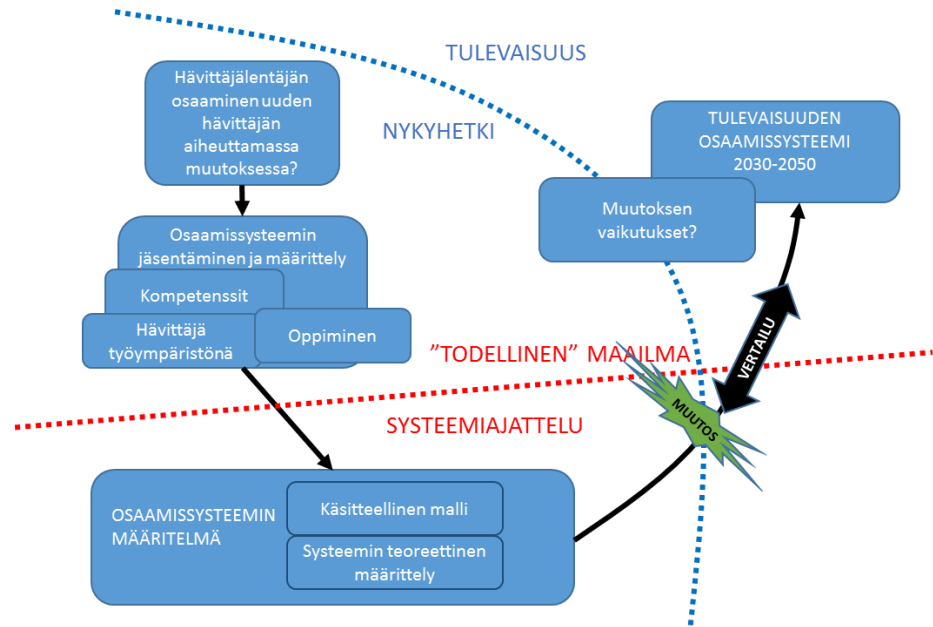 TULEVAISUUS
NYKYHETKI
Hävittäjälentäjän
osaaminen uuden
hävittäjän
aiheuttamassa
muutoksessa?
TULEVAISUUDEN
OSAAMISSYSTEEMI
2030-2050
Muutoksen
vaikutukset?
Osaamissysteemin
jäsentäminen ja määrittely
Kompetenssit
Hävittäjä
työympäristönä
Oppiminen
"TODELLINEN" MAAILMA
VERTAILU
MUUTOS
SYSTEEMIAJATTELU
OSAAMISSYSTEEMIN
MÄÄRITELMÄ
Käsitteellinen malli
Systeemin teoreettinen
määrittely